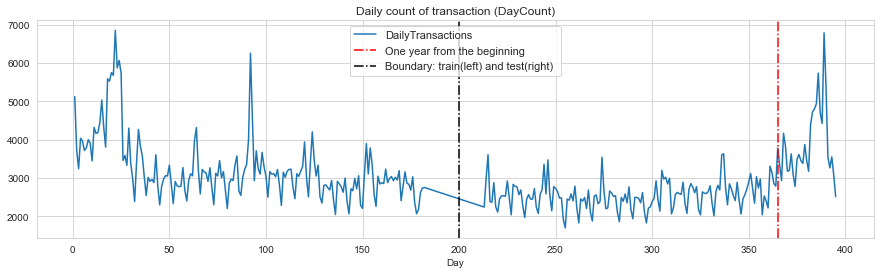 Daily count of transaction (DayCount)
7000
6000
5000
4000
3000
2000
DailyTransactions
One year from the beginning
Boundary: train(left) and test(right)
0 50 100 150 200 250 300 350 400
Day